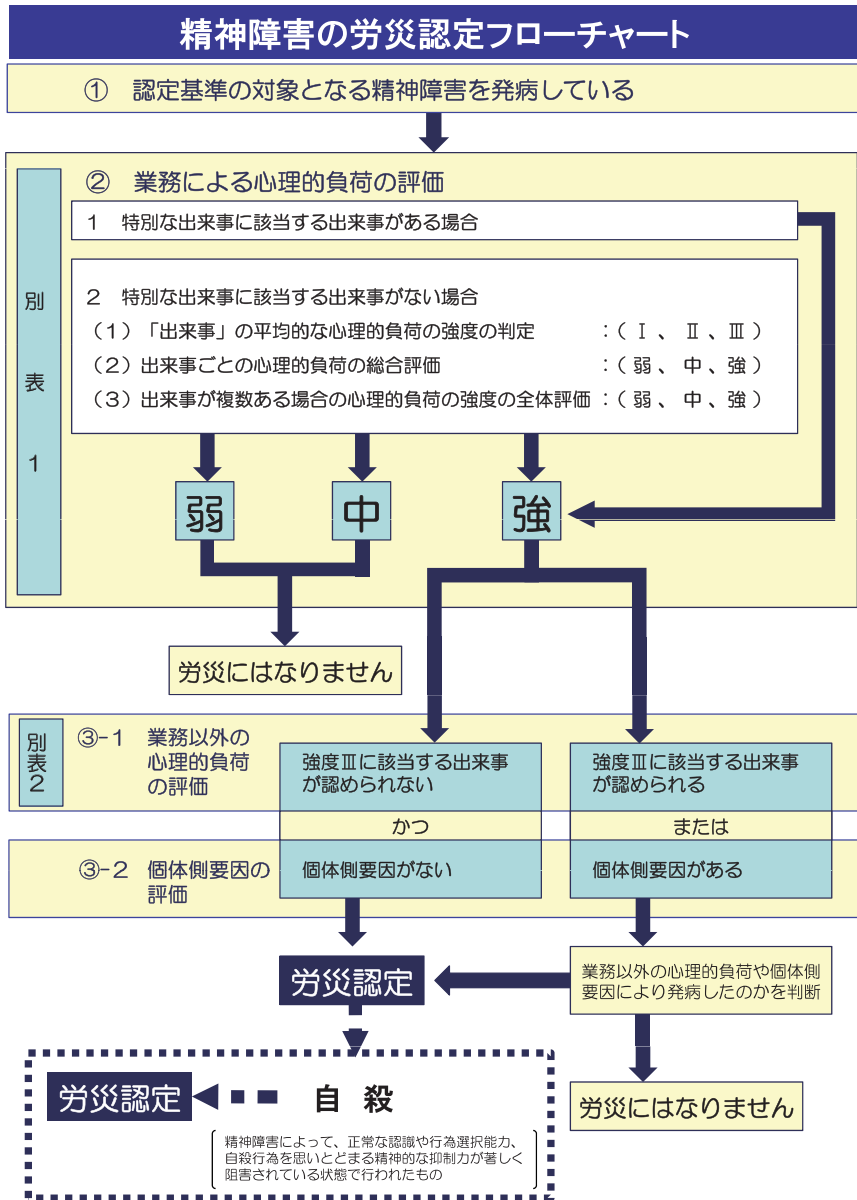 精神障害の労災認定フローチャート
① 認定基準の対象となる精神障害を発病している
別表1
② 業務による心理的負荷の評価
1 特別な出来事に該当する出来事がある場合
2 特別な出来事に該当する出来事がない場合
(1)「出来事」の平均的な心理的負荷の強度の判定 :( Ⅰ 、 Ⅱ 、Ⅲ )
(2)出来事ごとの心理的負荷の総合評価 :( 弱 、 中 、強 )
(3)出来事が複数ある場合の心理的負荷の強度の全体評価 :( 弱 、 中 、強 )
弱
中
強
労災にはなりません
別表2
③-1 業務以外の
心理的負荷
の評価
強度Ⅲに該当する出来事
が認められない
強度Ⅲに該当する出来事
が認められる
かつ
または
③-2 個体側要因の
評価
個体側要因がない
個体側要因がある
労災認定
業務以外の心理的負荷や個体側
要因により発病したのかを判断
労災認定
自 殺
精神障害によって、正常な認識や行為選択能力、
自殺行為を思いとどまる精神的な抑制力が著しく
阻害されている状態で行われたもの
労災にはなりません